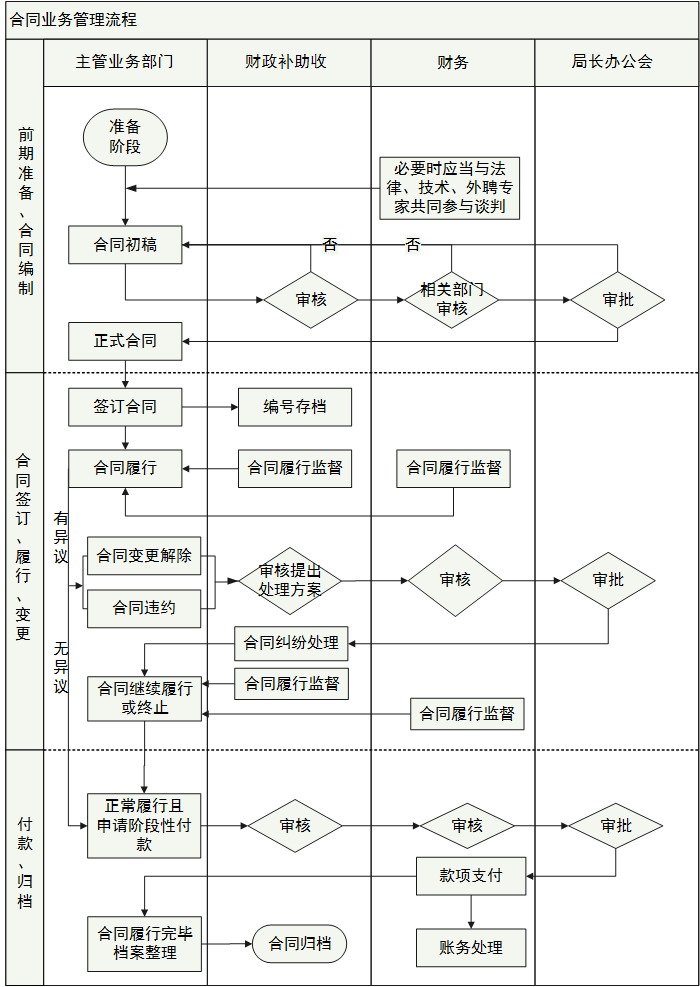 合同业务管理流程
主管业务部门
财政补助收
财务
局长办公会
前期准备、合同编制
准备
阶段
必要时应当与法
律、技术、外聘专
家共同参与谈判
合同初稿
否
否
审核
相关部门
审核
审批
正式合同
合同签订、履行、变更
签订合同
编号存档
合同履行
合同履行监督
合同履行监督
有异议
合同变更解除
合同违约
审核提出
处理方案
审核
审批
无异议
合同纠纷处理
合同继续履行
或终止
合同履行监督
合同履行监督
付款、归档
正常履行且
申请阶段性付
款
审核
审核
审批
款项支付
合同履行完毕
档案整理
合同归档
账务处理